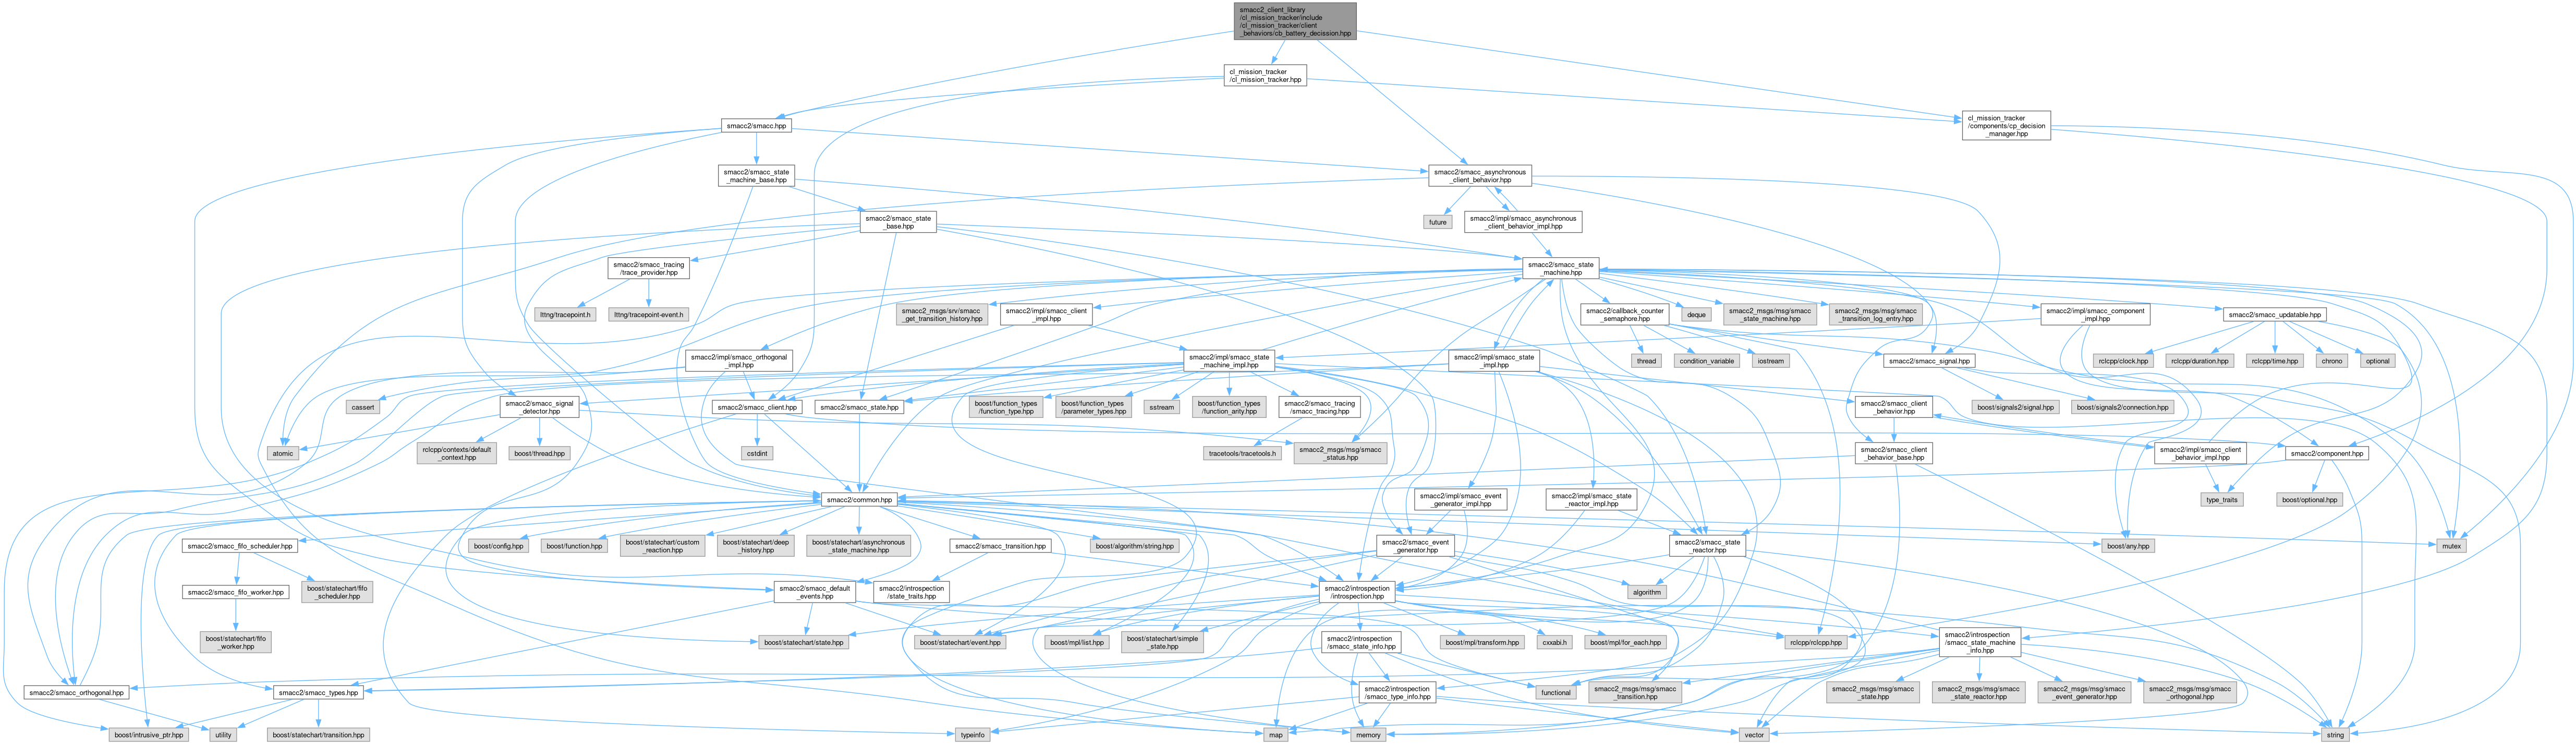 smacc2_client_library
/cl_mission_tracker/include
/cl_mission_tracker/client
_behaviors/cb_battery_decission.hpp
cl_mission_tracker
/cl_mission_tracker.hpp
smacc2/smacc.hpp
cl_mission_tracker
/components/cp_decision
_manager.hpp
smacc2/smacc_state
_machine_base.hpp
smacc2/smacc_asynchronous
_client_behavior.hpp
smacc2/smacc_state
_base.hpp
future
smacc2/impl/smacc_asynchronous
_client_behavior_impl.hpp
smacc2/smacc_tracing
/trace_provider.hpp
smacc2/smacc_state
_machine.hpp
lttng/tracepoint.h
lttng/tracepoint-event.h
smacc2_msgs/srv/smacc
_get_transition_history.hpp
smacc2/impl/smacc_client
_impl.hpp
smacc2/callback_counter
_semaphore.hpp
deque
smacc2_msgs/msg/smacc
_state_machine.hpp
smacc2_msgs/msg/smacc
_transition_log_entry.hpp
smacc2/impl/smacc_component
_impl.hpp
smacc2/smacc_updatable.hpp
smacc2/impl/smacc_orthogonal
_impl.hpp
smacc2/impl/smacc_state
_machine_impl.hpp
smacc2/impl/smacc_state
_impl.hpp
thread
condition_variable
iostream
smacc2/smacc_signal.hpp
rclcpp/clock.hpp
rclcpp/duration.hpp
rclcpp/time.hpp
chrono
optional
cassert
smacc2/smacc_signal
_detector.hpp
smacc2/smacc_client.hpp
smacc2/smacc_state.hpp
boost/function_types
/function_type.hpp
boost/function_types
/parameter_types.hpp
sstream
boost/function_types
/function_arity.hpp
smacc2/smacc_tracing
/smacc_tracing.hpp
smacc2/smacc_client
_behavior.hpp
boost/signals2/signal.hpp
boost/signals2/connection.hpp
atomic
rclcpp/contexts/default
_context.hpp
boost/thread.hpp
cstdint
tracetools/tracetools.h
smacc2_msgs/msg/smacc
_status.hpp
smacc2/smacc_client
_behavior_base.hpp
smacc2/impl/smacc_client
_behavior_impl.hpp
smacc2/component.hpp
smacc2/common.hpp
smacc2/impl/smacc_event
_generator_impl.hpp
smacc2/impl/smacc_state
_reactor_impl.hpp
type_traits
boost/optional.hpp
smacc2/smacc_fifo_scheduler.hpp
boost/config.hpp
boost/function.hpp
boost/statechart/custom
_reaction.hpp
boost/statechart/deep
_history.hpp
boost/statechart/asynchronous
_state_machine.hpp
smacc2/smacc_transition.hpp
boost/algorithm/string.hpp
smacc2/smacc_event
_generator.hpp
smacc2/smacc_state
_reactor.hpp
boost/any.hpp
mutex
smacc2/smacc_fifo_worker.hpp
boost/statechart/fifo
_scheduler.hpp
smacc2/smacc_default
_events.hpp
smacc2/introspection
/state_traits.hpp
smacc2/introspection
/introspection.hpp
algorithm
boost/statechart/fifo
_worker.hpp
boost/statechart/state.hpp
boost/statechart/event.hpp
boost/mpl/list.hpp
boost/statechart/simple
_state.hpp
smacc2/introspection
/smacc_state_info.hpp
boost/mpl/transform.hpp
cxxabi.h
boost/mpl/for_each.hpp
rclcpp/rclcpp.hpp
smacc2/introspection
/smacc_state_machine
_info.hpp
smacc2/smacc_orthogonal.hpp
smacc2/smacc_types.hpp
smacc2/introspection
/smacc_type_info.hpp
functional
smacc2_msgs/msg/smacc
_transition.hpp
smacc2_msgs/msg/smacc
_state.hpp
smacc2_msgs/msg/smacc
_state_reactor.hpp
smacc2_msgs/msg/smacc
_event_generator.hpp
smacc2_msgs/msg/smacc
_orthogonal.hpp
boost/intrusive_ptr.hpp
utility
boost/statechart/transition.hpp
typeinfo
map
memory
vector
string